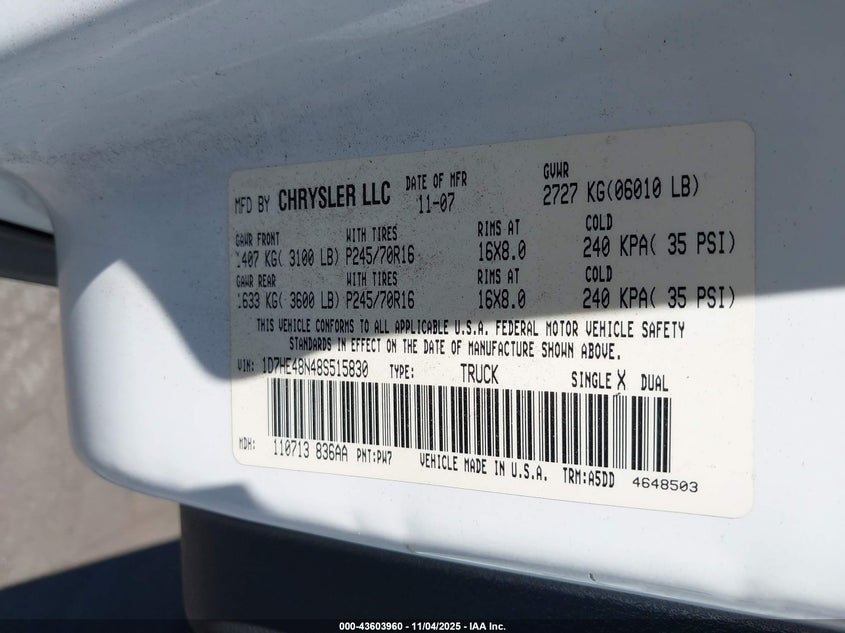 MFD BY CHRYSLER LLC DATE OF MFR 11-07 GVWR 2727 KG(06010 LB)
GAWR FRONT WITH TIRES RIMS AT COLD
1407 KG( 3100 LB) P245/70R16 16X8.0 240 KPA( 35 PSI)
GAWR REAR WITH TIRES RIMS AT COLD
1633 KG( 3600 LB) P245/70R16 16X8.0 240 KPA( 35 PSI)
THIS VEHICLE CONFORMS TO ALL APPLICABLE U.S.A. FEDERAL MOTOR VEHICLE SAFETY
STANDARDS IN EFFECT ON THE DATE OF MANUFACTURE SHOWN ABOVE.
VIN: 1D7HE48N48S515830 TYPE: TRUCK SINGLE X DUAL
MDH: 110713 836AA PNT:PW7 VEHICLE MADE IN U.S.A. TRM:A5DD 4648503
000-43603960 - 11/04/2025 - IAA Inc.